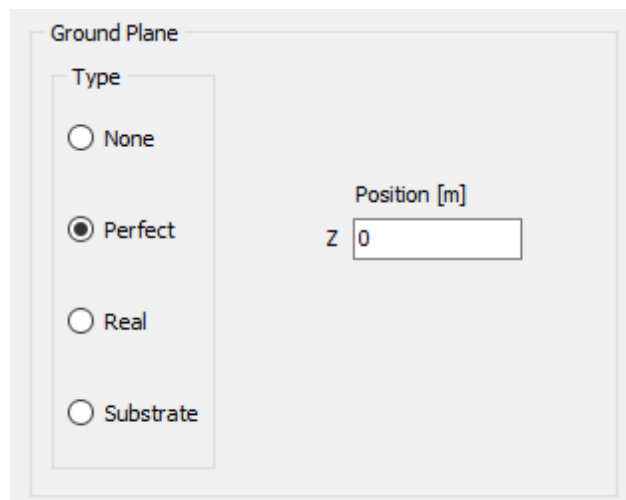 Ground Plane
Type
None
Position [m]
Perfect
Z 0
Real
Substrate